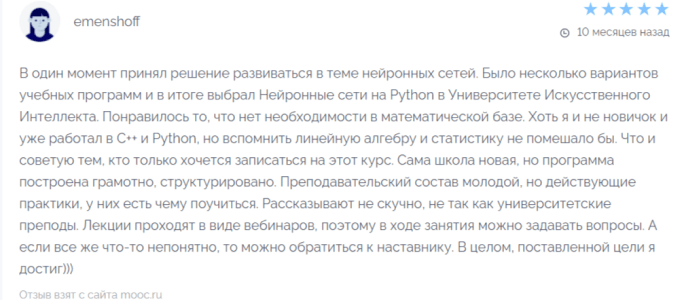 emenshoff
10 месяцев назад
В один момент принял решение развиваться в теме нейронных сетей. Было несколько вариантов
учебных программ и в итоге выбрал Нейронные сети на Python в Университете Искусственного
Интеллекта. Понравилось то, что нет необходимости в математической базе. Хоть я и не новичок и
уже работал в C++ и Python, но вспомнить линейную алгебру и статистику не помешало бы. Что и
советую тем, кто только хочется записаться на этот курс. Сама школа новая, но программа
построена грамотно, структурировано. Преподавательский состав молодой, но действующие
практики, у них есть чему поучиться. Рассказывают не скучно, не так как университетские
преподы. Лекции проходят в виде вебинаров, поэтому в ходе занятия можно задавать вопросы. А
если все же что-то непонятно, то можно обратиться к наставнику. В целом, поставленной цели я
достиг)))
Отзыв взят с сайта mooc.ru